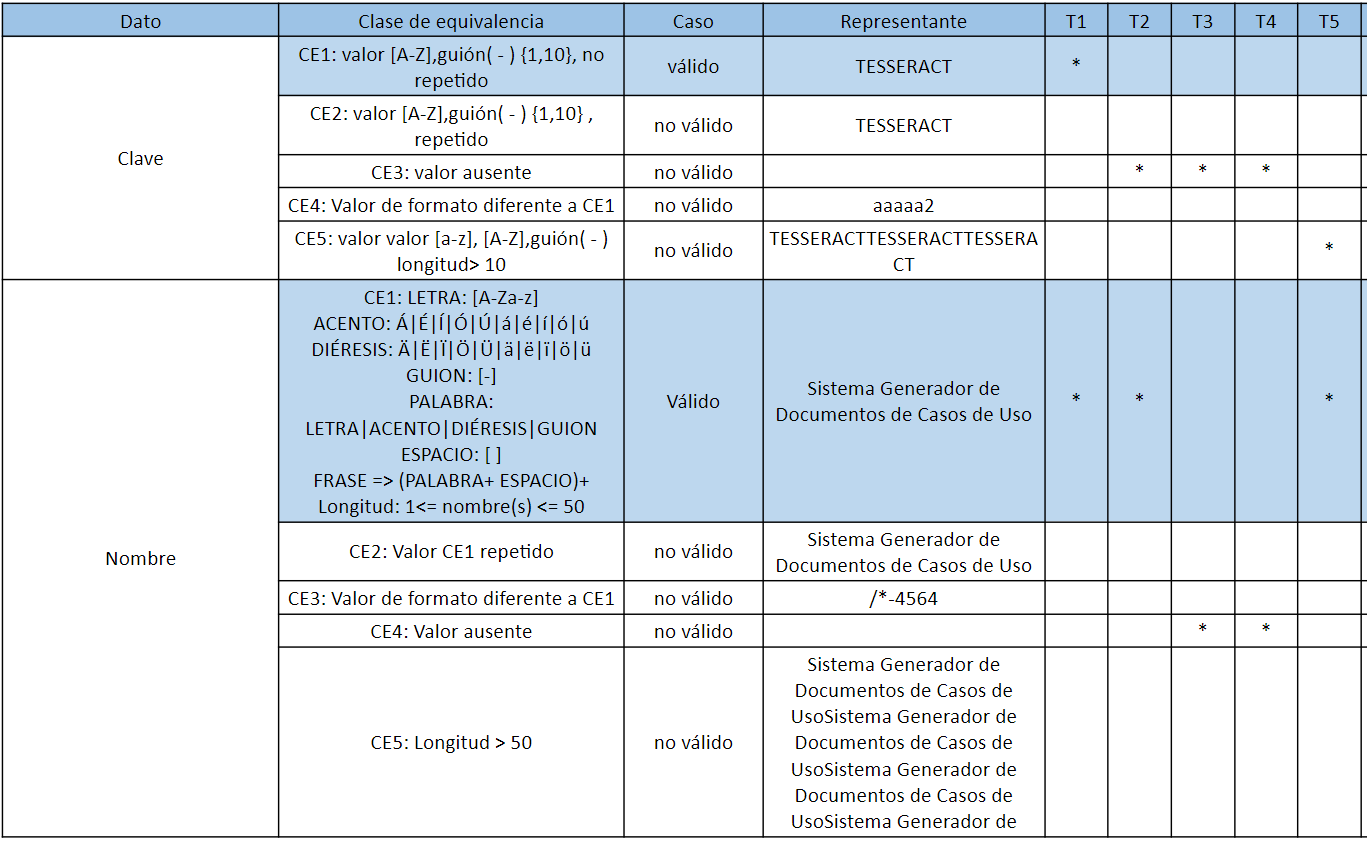 Dato Clase de equivalencia Caso Representante T1 T2 T3 T4 T5
Clave
CE1: valor [A-Z],guión( - ) {1,10}, no
repetido
válido
TESSERACT
*
CE2: valor [A-Z],guión( - ) {1,10} ,
repetido
no válido
TESSERACT
CE3: valor ausente
no válido
* * *
CE4: Valor de formato diferente a CE1
no válido
aaaaa2
CE5: valor valor [a-z], [A-Z],guión( - )
longitud> 10
no válido
TESSERACTTESSERACTTESSERA
CT
*
Nombre
CE1: LETRA: [A-Za-z]
ACENTO: Á|É|Í|Ó|Ú|á|é|í|ó|ú
DIÉRESIS: Ä|Ë|Ï|Ö|Ü|ä|ë|ï|ö|ü
GUION: [-]
PALABRA:
LETRA|ACENTO|DIÉRESIS|GUION
ESPACIO: [ ]
FRASE => (PALABRA+ ESPACIO)+
Longitud: 1<= nombre(s) <= 50
Válido
Sistema Generador de
Documentos de Casos de Uso
* * *
CE2: Valor CE1 repetido
no válido
Sistema Generador de
Documentos de Casos de Uso
CE3: Valor de formato diferente a CE1
no válido
/*-4564
CE4: Valor ausente
no válido
* *
CE5: Longitud > 50
no válido
Sistema Generador de
Documentos de Casos de
UsoSistema Generador de
Documentos de Casos de
UsoSistema Generador de
Documentos de Casos de
UsoSistema Generador de